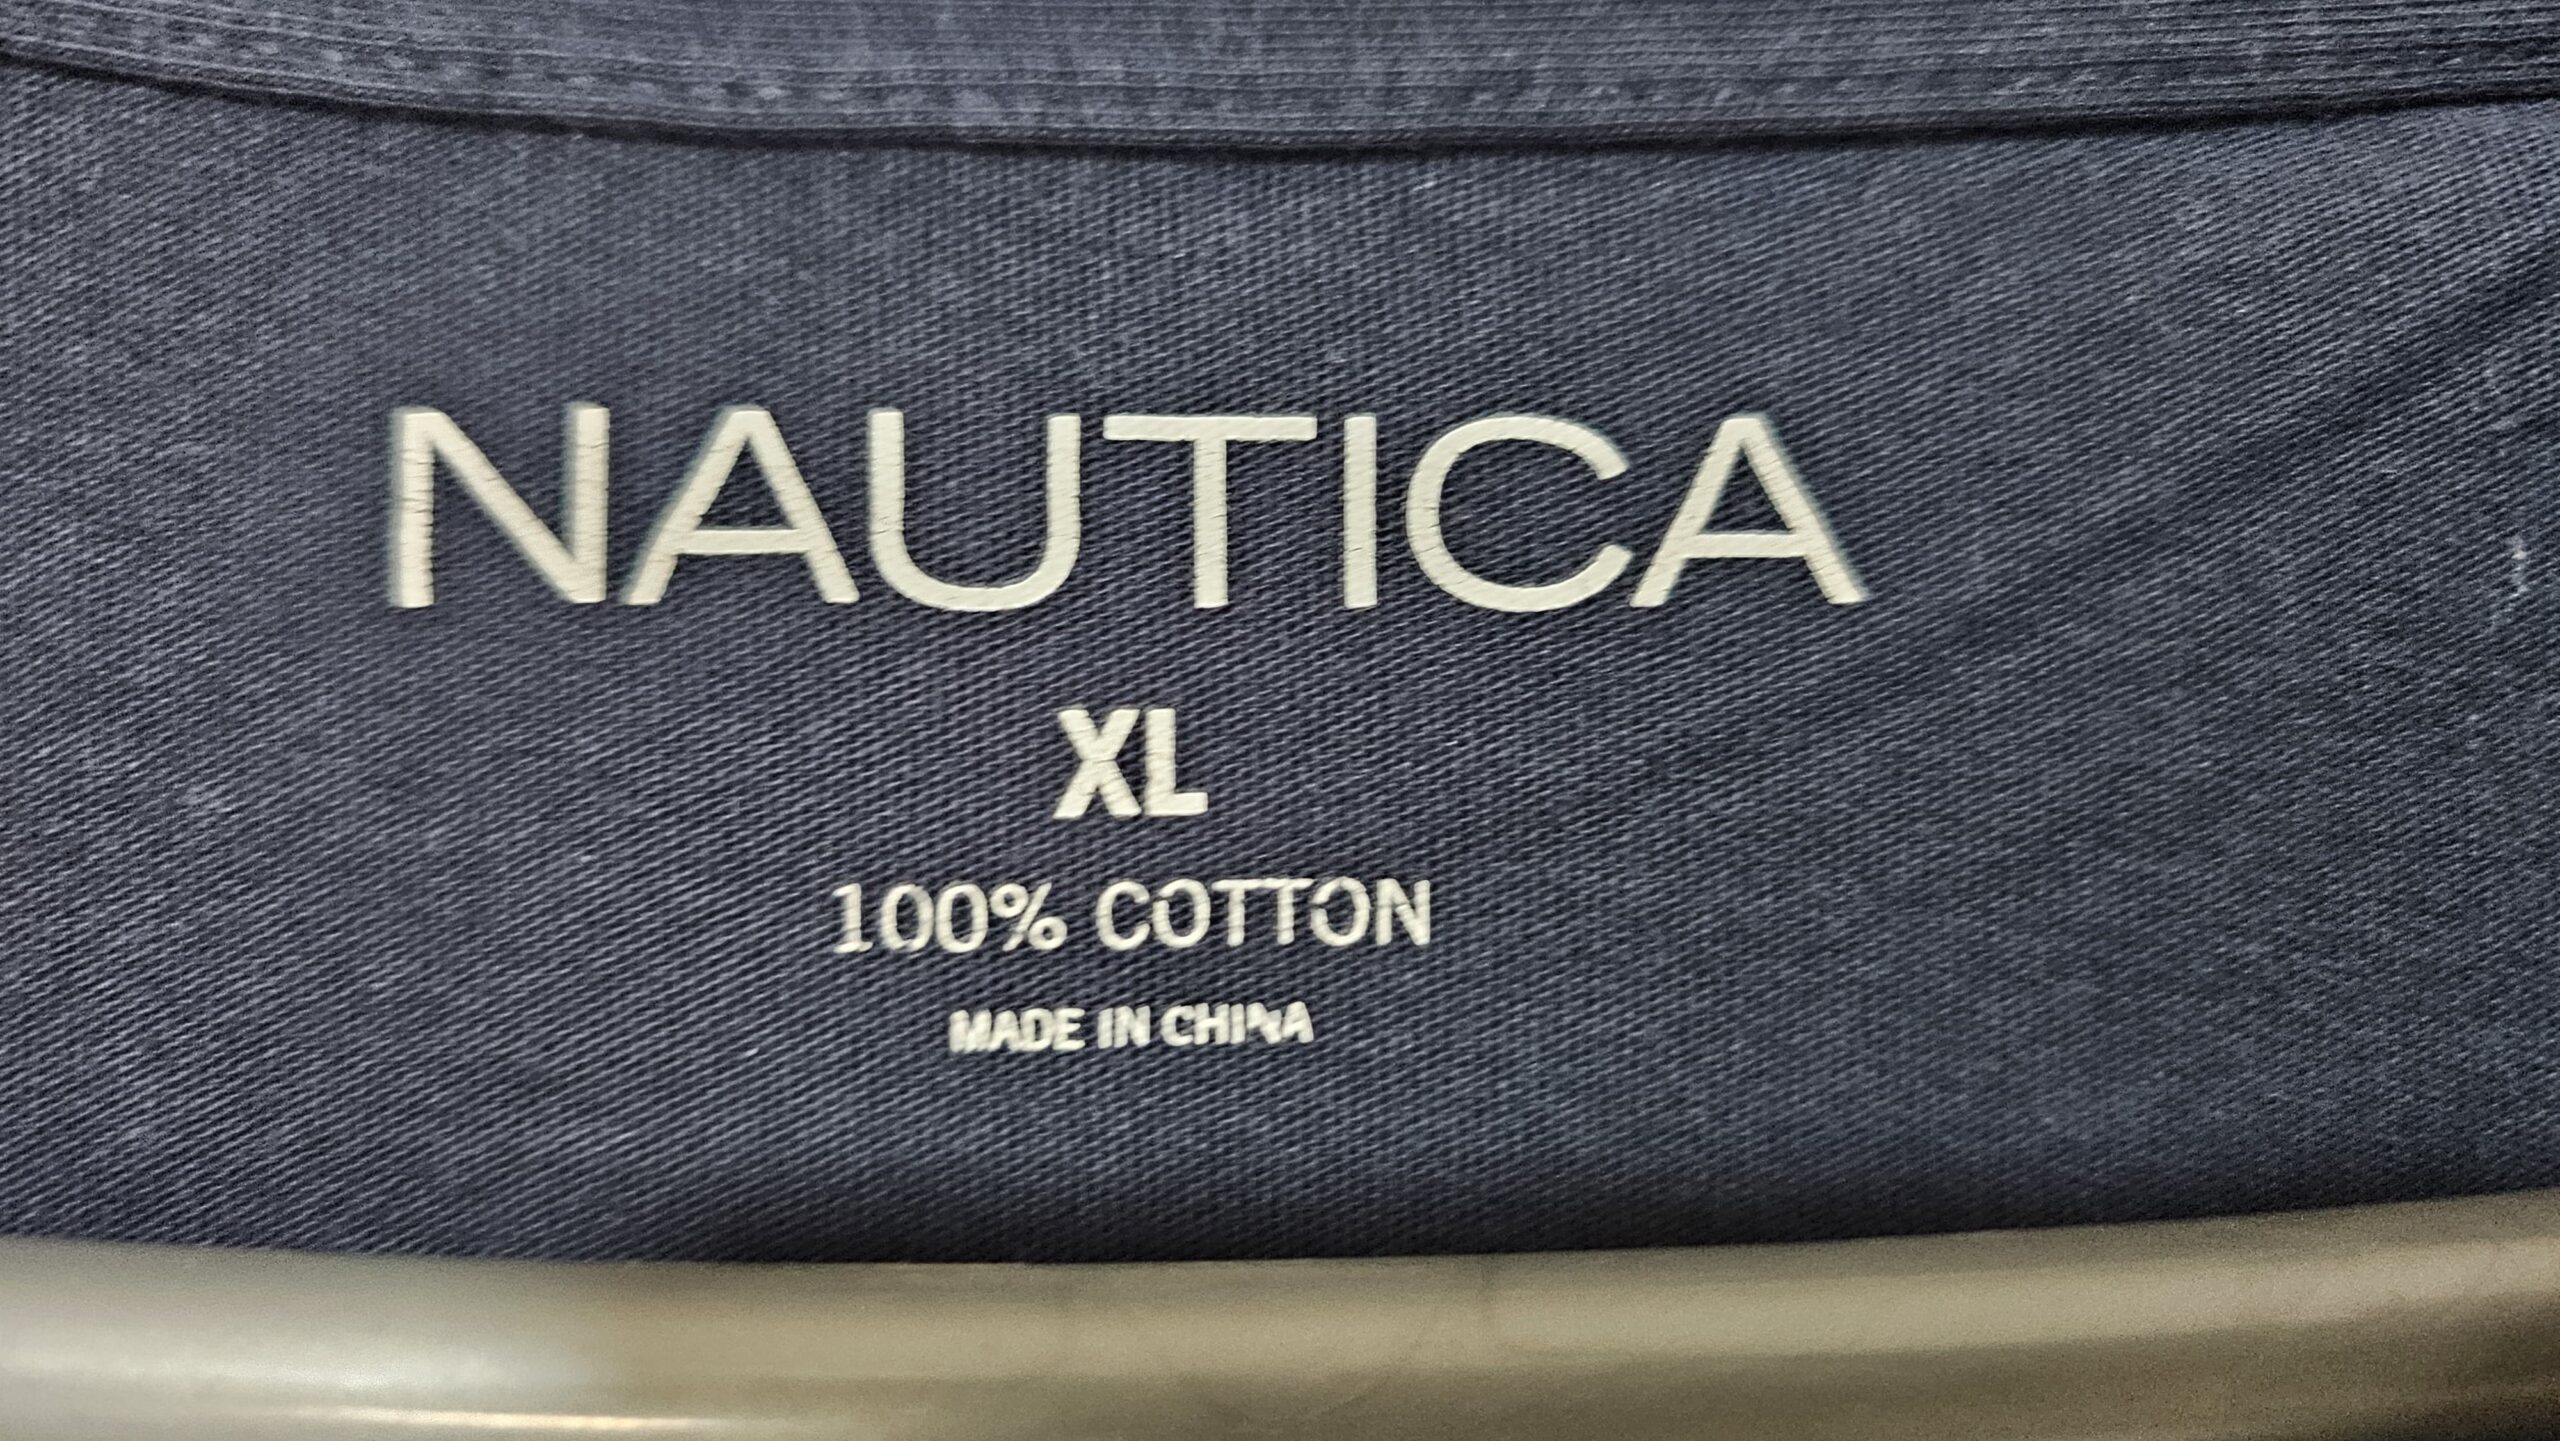 NAUTICA
XL
100% COTTON
MADE IN CHINA